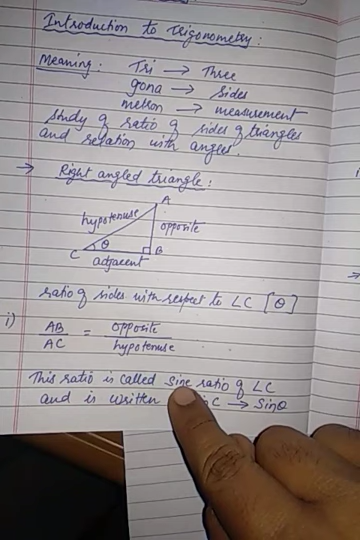 Introduction to Trigonometry:
Meaning: Tri → Three
gona → sides
metron → measurement
Study of ratio of sides of triangles
and relation with angles.
→ Right angled triangle:
A
hypotenuse
opposite
C θ B
adjacent
ratio of sides with respect to ∠C [θ]
i) AB/AC = opposite/hypotenuse
This ratio is called sine ratio of ∠C
and is written C → Sinθ